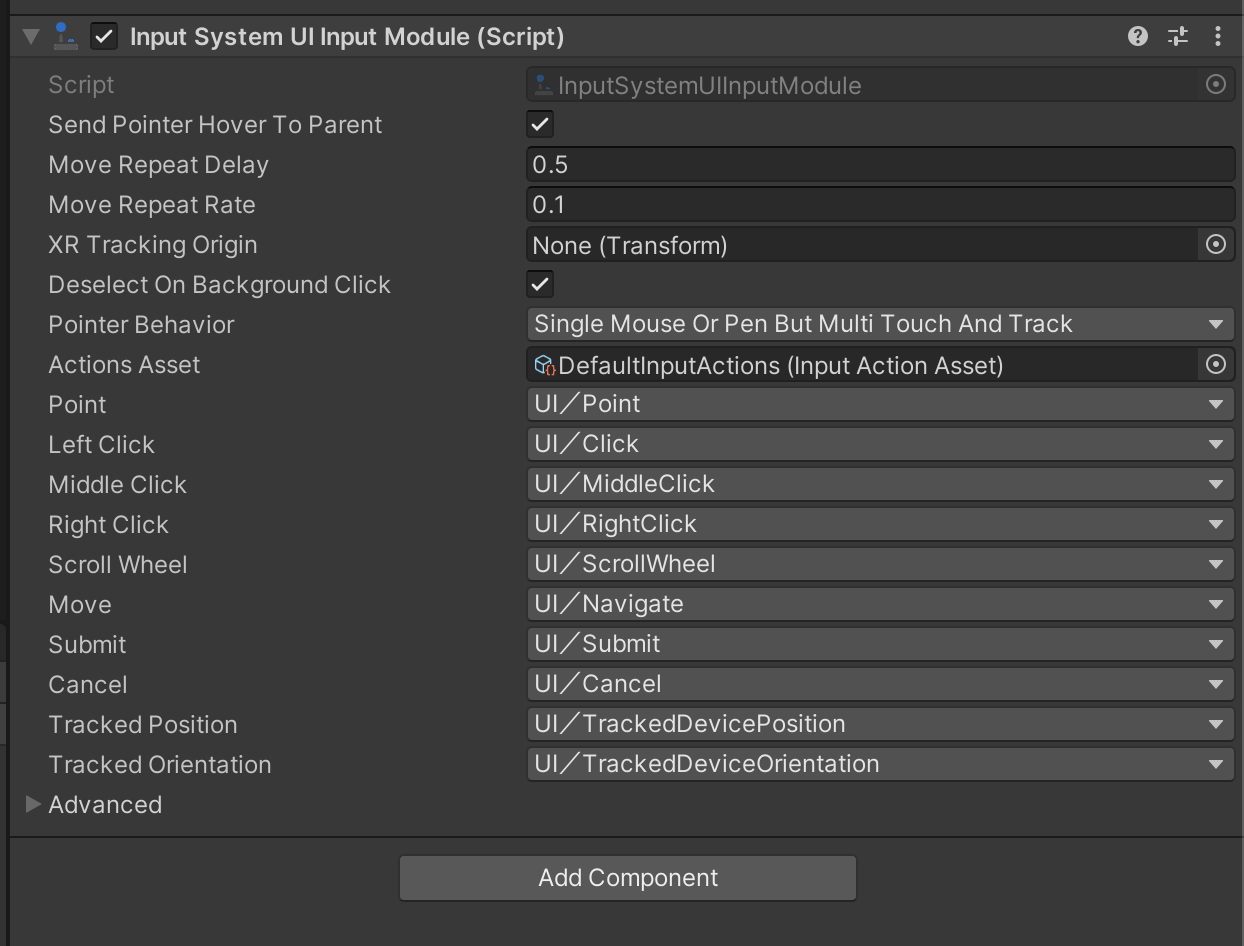 Input System UI Input Module (Script)
Script InputSystemUIInputModule
Send Pointer Hover To Parent
Move Repeat Delay 0.5
Move Repeat Rate 0.1
XR Tracking Origin None (Transform)
Deselect On Background Click
Pointer Behavior Single Mouse Or Pen But Multi Touch And Track
Actions Asset DefaultInputActions (Input Action Asset)
Point UI/Point
Left Click UI/Click
Middle Click UI/MiddleClick
Right Click UI/RightClick
Scroll Wheel UI/ScrollWheel
Move UI/Navigate
Submit UI/Submit
Cancel UI/Cancel
Tracked Position UI/TrackedDevicePosition
Tracked Orientation UI/TrackedDeviceOrientation
Advanced
Add Component